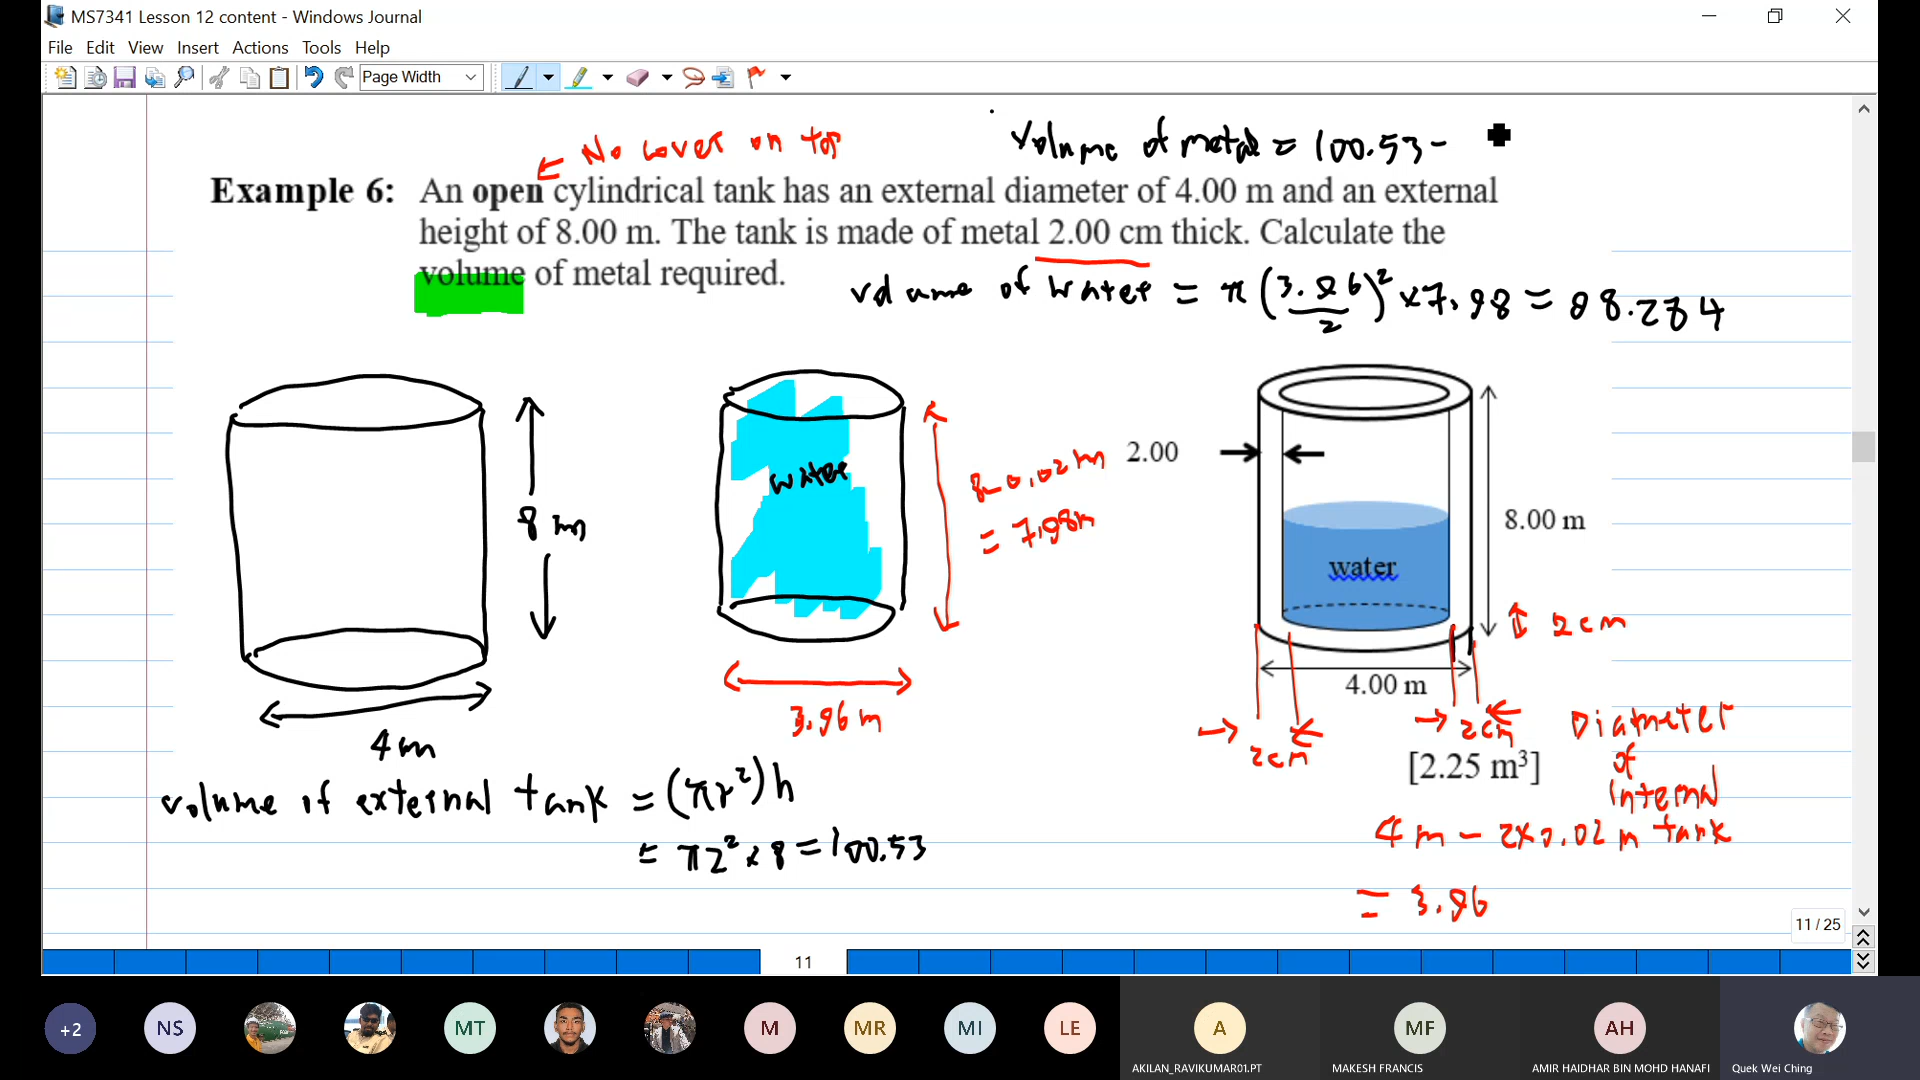 MS7341 Lesson 12 content - Windows Journal
File Edit View Insert Actions Tools Help
Page Width
No cover on top
Volume of metal = 100.53 -
Example 6: An open cylindrical tank has an external diameter of 4.00 m and an external
height of 8.00 m. The tank is made of metal 2.00 cm thick. Calculate the
volume of metal required.
volume of water = π(3.96/2)² × 7.98 = 98.284
8 m
4 m
water
8-0.02m
= 7.98m
3.96 m
2.00
8.00 m
water
2 cm
4.00 m
2cm
2cm
[2.25 m³]
Diameter
of
internal
tank
4 m - 2×0.02 m
= 3.96
volume of external tank = (πr²)h
= π2² × 8 = 100.53
11 / 25
11
+2
NS
MT
M
MR
MI
LE
A
MF
AH
AKILAN_RAVIKUMAR01.PT
MAKESH FRANCIS
AMIR HAIDHAR BIN MOHD HANAFI
Quek Wei Ching